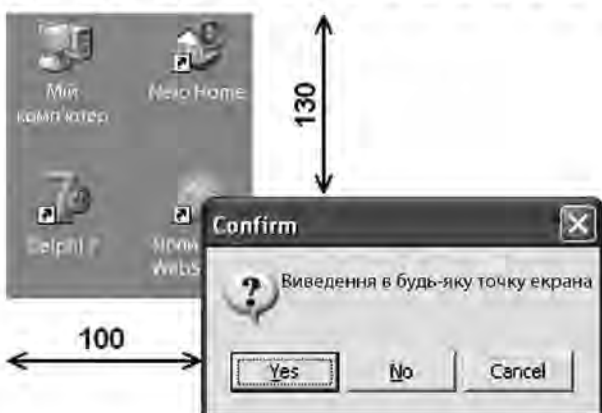 Мій
комп'ютер
Nero Home
130
Delphi 7
Confirm
Виведення в будь-яку точку екрана
100
Yes
No
Cancel